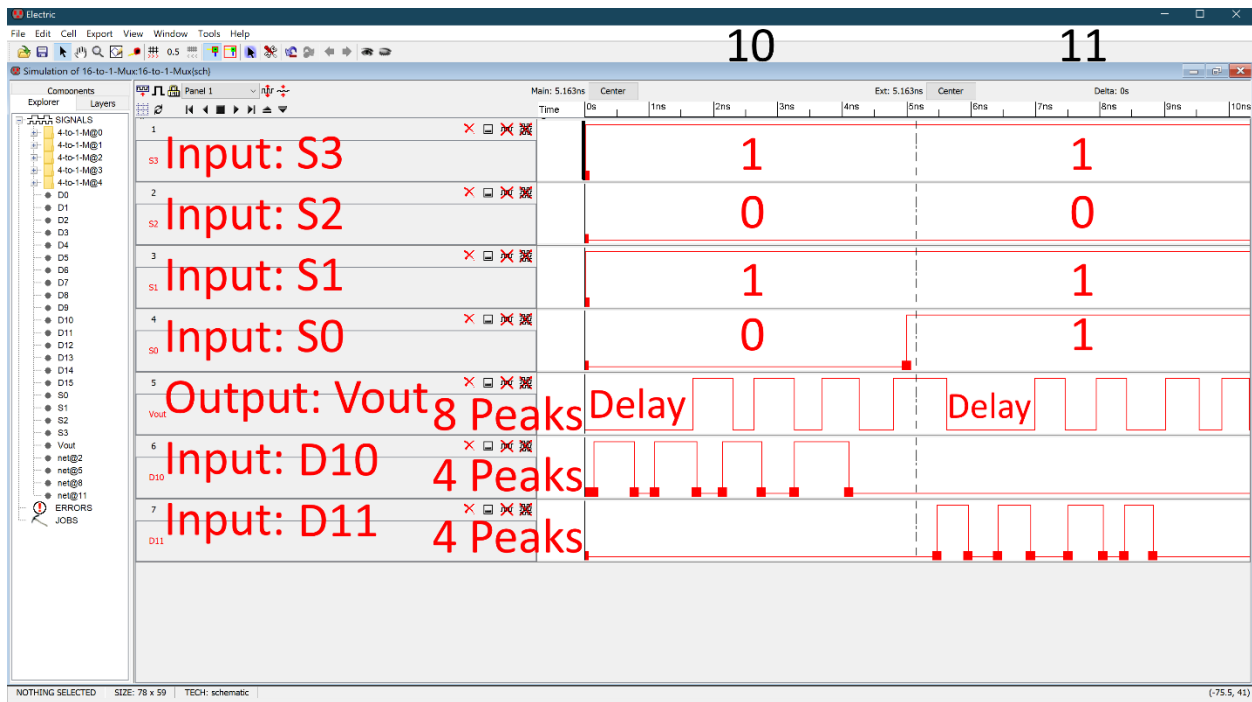 Electric
File Edit Cell Export View Window Tools Help
10 11
0.5
Simulation of 16-to-1-Mux:16-to-1-Mux(sch)
Components
Explorer Layers
SIGNALS
4-to-1-M@0
4-to-1-M@1
4-to-1-M@2
4-to-1-M@3
4-to-1-M@4
D0
D1
D2
D3
D4
D5
D6
D7
D8
D9
D10
D11
D12
D13
D14
D15
S0
S1
S2
S3
Vout
net@2
net@5
net@8
net@11
ERRORS
JOBS
Panel 1 Main: 5.163ns Center Ext: 5.163ns Center Delta: 0s
Time 0s 1ns 2ns 3ns 4ns 5ns 6ns 7ns 8ns 9ns 10ns
1
S3 Input: S3 1 1
2
S2 Input: S2 0 0
3
S1 Input: S1 1 1
4
S0 Input: S0 0 1
5
Vout Output: Vout 8 Peaks Delay Delay
6
D10 Input: D10 4 Peaks
7
D11 Input: D11 4 Peaks
NOTHING SELECTED SIZE: 78 x 59 TECH: schematic (-75.5, 41)